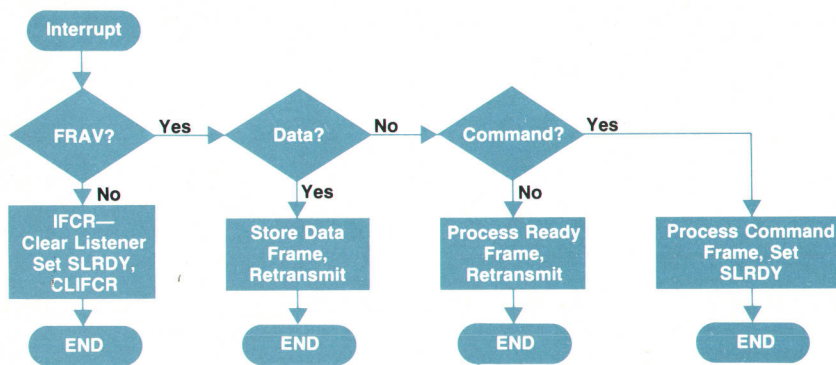 Interrupt
FRAV?
Yes
Data?
No
Command?
Yes
No
IFCR—
Clear Listener
Set SLRDY,
CLIFCR
Yes
Store Data
Frame,
Retransmit
No
Process Ready
Frame,
Retransmit
Process Command
Frame, Set
SLRDY
END
END
END
END